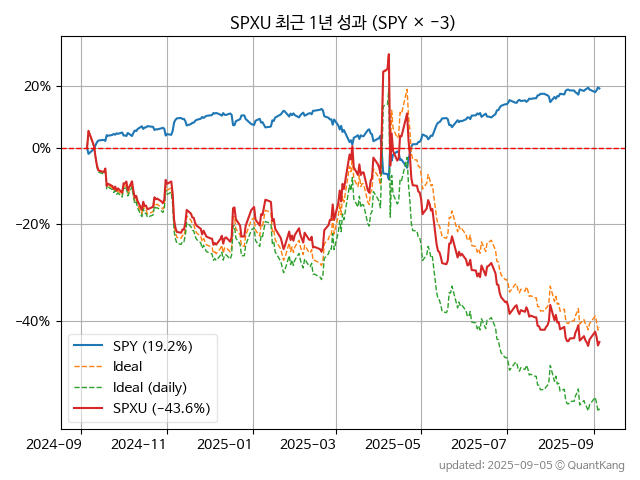 SPXU 최근 1년 성과 (SPY × −3)
20%
0%
−20%
−40%
SPY (19.2%)
Ideal
Ideal (daily)
SPXU (−43.6%)
2024−09
2024−11
2025−01
2025−03
2025−05
2025−07
2025−09
updated: 2025−09−05 © QuantKang